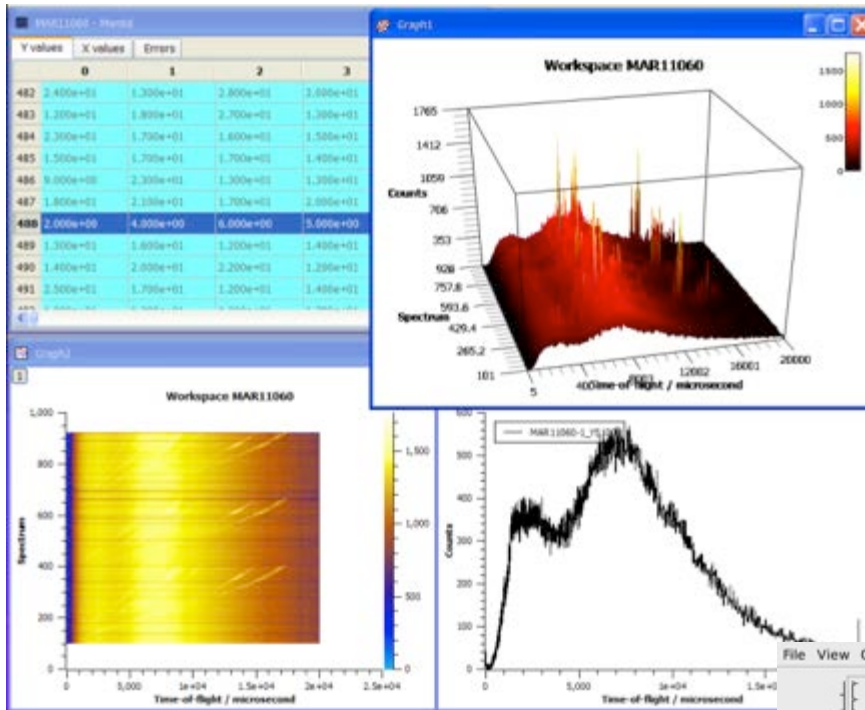 MAR11060 - Mantid
Y values X values Errors
0 1 2 3
482 2.400e+01 1.300e+01 2.800e+01
483 1.200e+01 1.800e+01 2.700e+01 1.300e+01
484 2.300e+01 1.700e+01 1.600e+01 1.500e+01
485 1.500e+01 1.700e+01 1.700e+01 1.400e+01
486 9.000e+00 2.300e+01 1.300e+01 1.300e+01
487 1.800e+01 2.100e+01 1.700e+01 2.000e+01
488 2.000e+00 4.000e+00 6.000e+00 5.000e+00
489 1.300e+01 1.600e+01 1.200e+01 1.400e+01
490 1.400e+01 2.000e+01 2.200e+01 1.200e+01
491 2.500e+01 1.700e+01 1.200e+01 1.400e+01
Graph1
Workspace MAR11060
1765
1412
1059
Counts
706
353
928
757.8
593.6
Spectrum
429.4
265.2
101
5
8003
12002
16001
20000
Time-of-flight / microsecond
1500
1000
500
0
Graph2
1
Workspace MAR11060
1,000
800
600
400
200
0
Spectrum
0 5,000 1e+04 1.5e+04 2e+04 2.5e+04
Time-of-flight / microsecond
1,500
1,000
500
0
600
500
400
300
200
100
0
Counts
0 5,000 1e+04
Time-of-flight / microsecond
File View